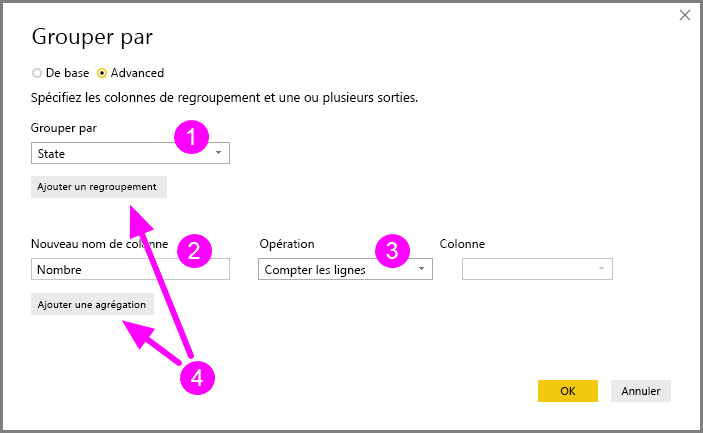 Grouper par
De base Advanced
Spécifiez les colonnes de regroupement et une ou plusieurs sorties.
Grouper par
1
State
Ajouter un regroupement
Nouveau nom de colonne 2 Opération 3 Colonne
Nombre Compter les lignes
Ajouter une agrégation
4
OK Annuler